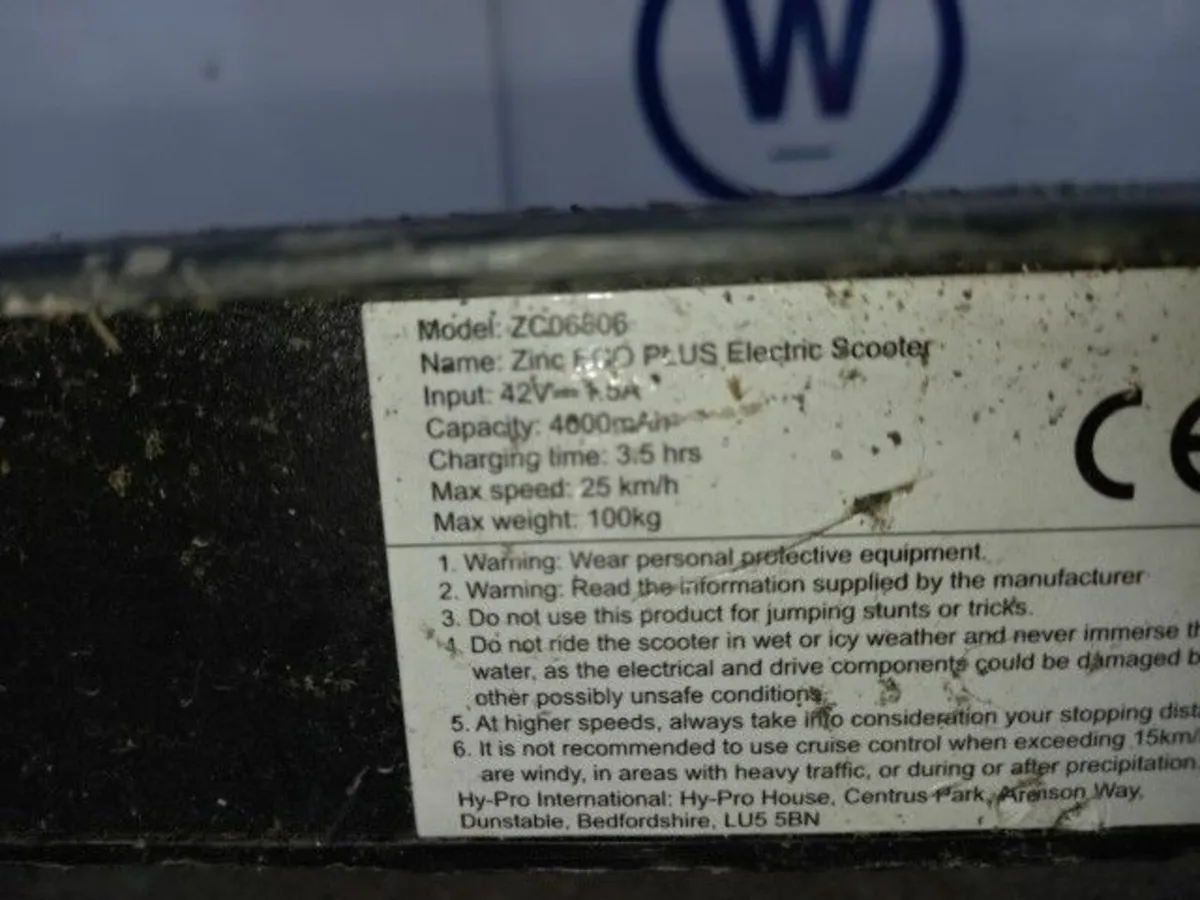 W
Model: ZC06806
Name: Zinc ECO PLUS Electric Scooter
Input: 42V⎓ 1.5A
Capacity: 4000mAh
Charging time: 3.5 hrs
Max speed: 25 km/h
Max weight: 100kg
CE
1. Warning: Wear personal protective equipment.
2. Warning: Read the information supplied by the manufacturer
3. Do not use this product for jumping stunts or tricks.
4. Do not ride the scooter in wet or icy weather and never immerse
water, as the electrical and drive components could be damaged
other possibly unsafe conditions.
5. At higher speeds, always take into consideration your stopping
6. It is not recommended to use cruise control when exceeding 15km/
are windy, in areas with heavy traffic, or during or after precipitation.
Hy-Pro International: Hy-Pro House, Centrus Park, Arenson Way,
Dunstable, Bedfordshire, LU5 5BN